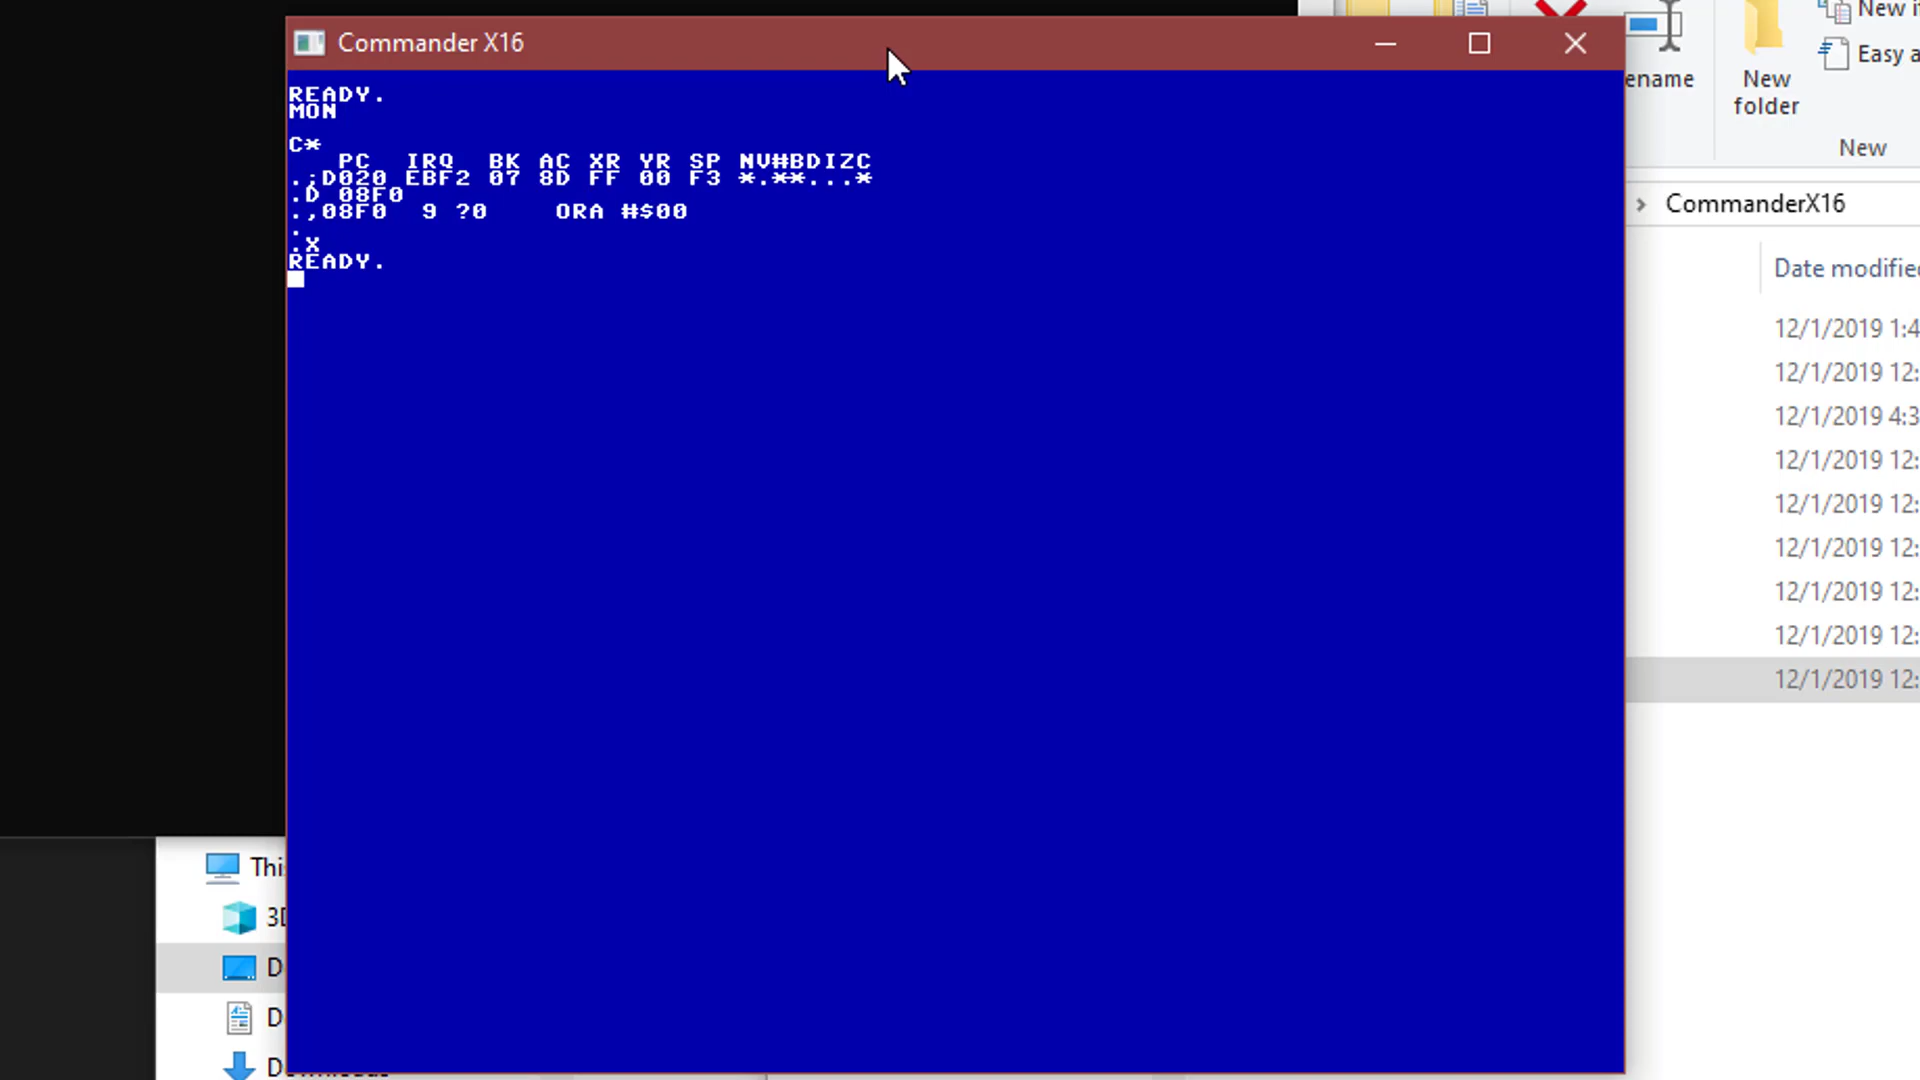 Commander X16
READY.
MON
C*
PC IRQ BK AC XR YR SP NV#BDIZC
.;D020 EBF2 07 8D FF 00 F3 *.**...*
.D 08F0
.,08F0 9 ?0 ORA #$00
.
.X
READY.
ename
New
folder
New i
Easy a
New
CommanderX16
Date modifie
12/1/2019 1:4
12/1/2019 12:
12/1/2019 4:3
12/1/2019 12:
12/1/2019 12:
12/1/2019 12:
12/1/2019 12:
12/1/2019 12:
12/1/2019 12:
Thi
3D
D
D
D